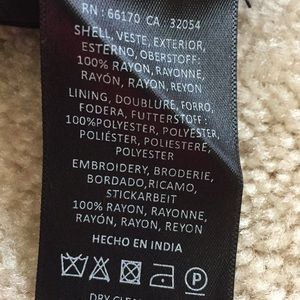 RN : 66170 CA : 32054
SHELL, VESTE, EXTERIOR,
ESTERNO, OBERSTOFF:
100% RAYON, RAYONNE,
RAYÓN, RAYON, REYON
LINING, DOUBLURE, FORRO,
FODERA, FUTTERSTOFF:
100%POLYESTER, POLYESTER,
POLIÉSTER, POLIESTERE,
POLYESTER
EMBROIDERY, BRODERIE,
BORDADO,RICAMO,
STICKARBEIT
100% RAYON, RAYONNE,
RAYÓN, RAYON, REYON
HECHO EN INDIA
P
DRY CLEAN